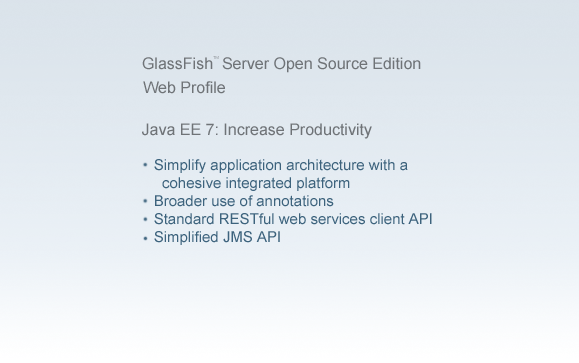 GlassFish™ Server Open Source Edition
Web Profile
Java EE 7: Increase Productivity
• Simplify application architecture with a
cohesive integrated platform
• Broader use of annotations
• Standard RESTful web services client API
• Simplified JMS API